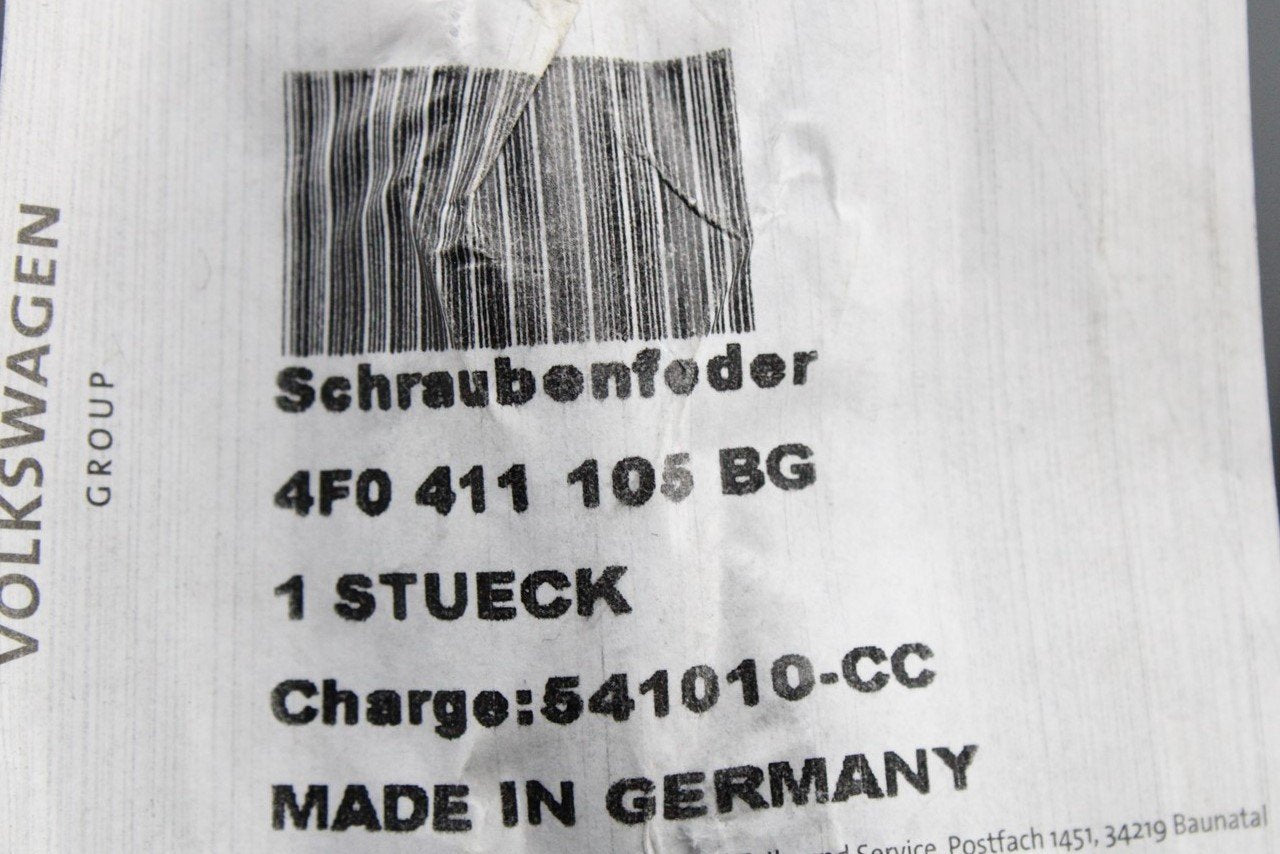 VOLKSWAGEN
GROUP
Schraubenfeder
4F0 411 105 BG
1 STUECK
Charge:541010-CC
MADE IN GERMANY
Service, Postfach 1451, 34219 Baunatal